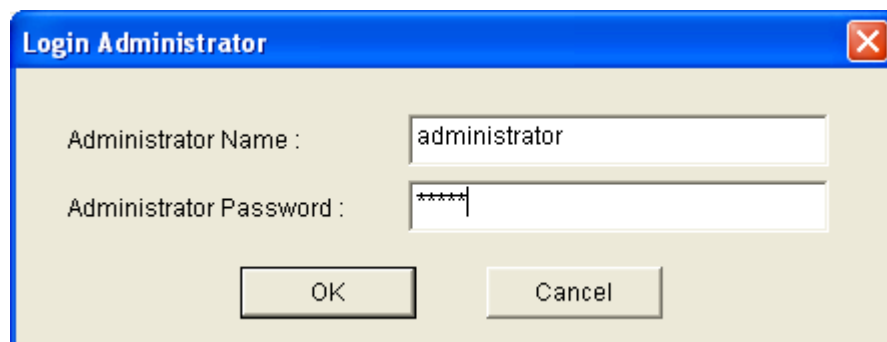 Login Administrator
Administrator Name : administrator
Administrator Password : *****
OK Cancel